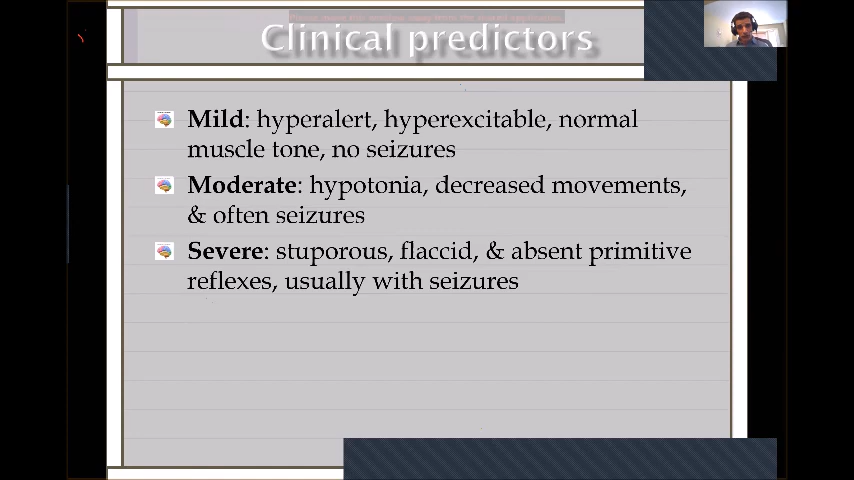 Clinical predictors
Mild: hyperalert, hyperexcitable, normal
muscle tone, no seizures
Moderate: hypotonia, decreased movements,
& often seizures
Severe: stuporous, flaccid, & absent primitive
reflexes, usually with seizures